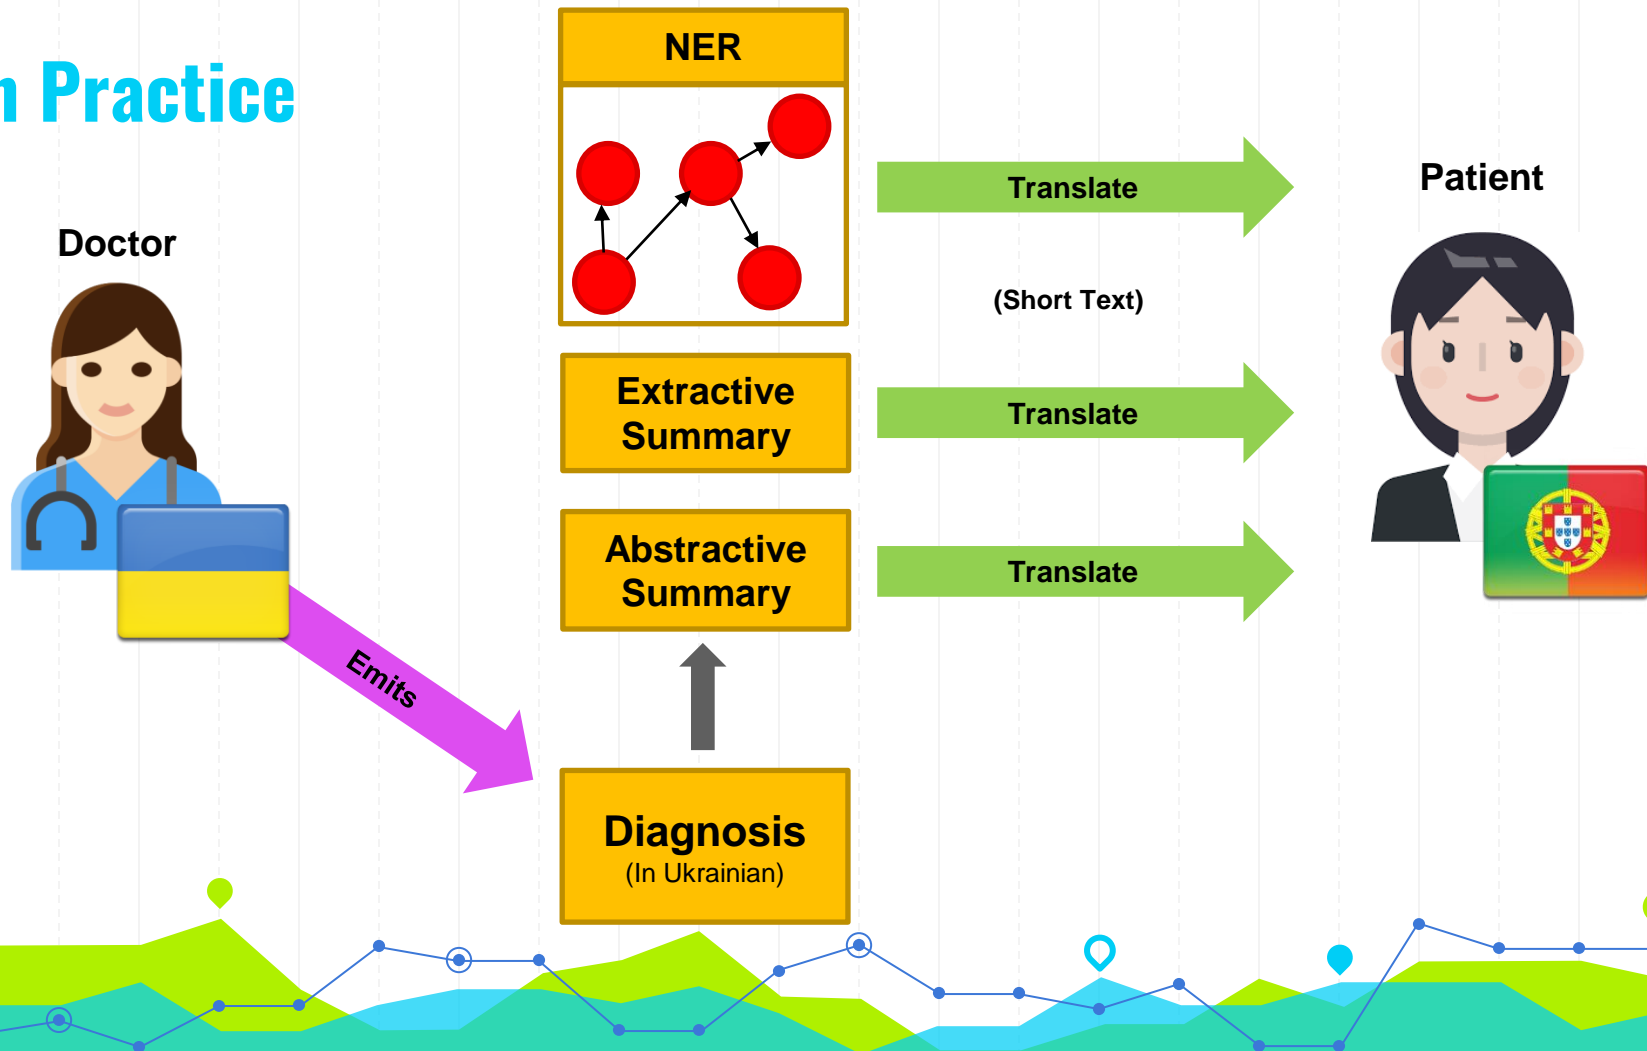 Practice
NER
Doctor
Translate
Patient
(Short Text)
Extractive
Summary
Translate
Abstractive
Summary
Translate
Emits
Diagnosis
(In Ukrainian)